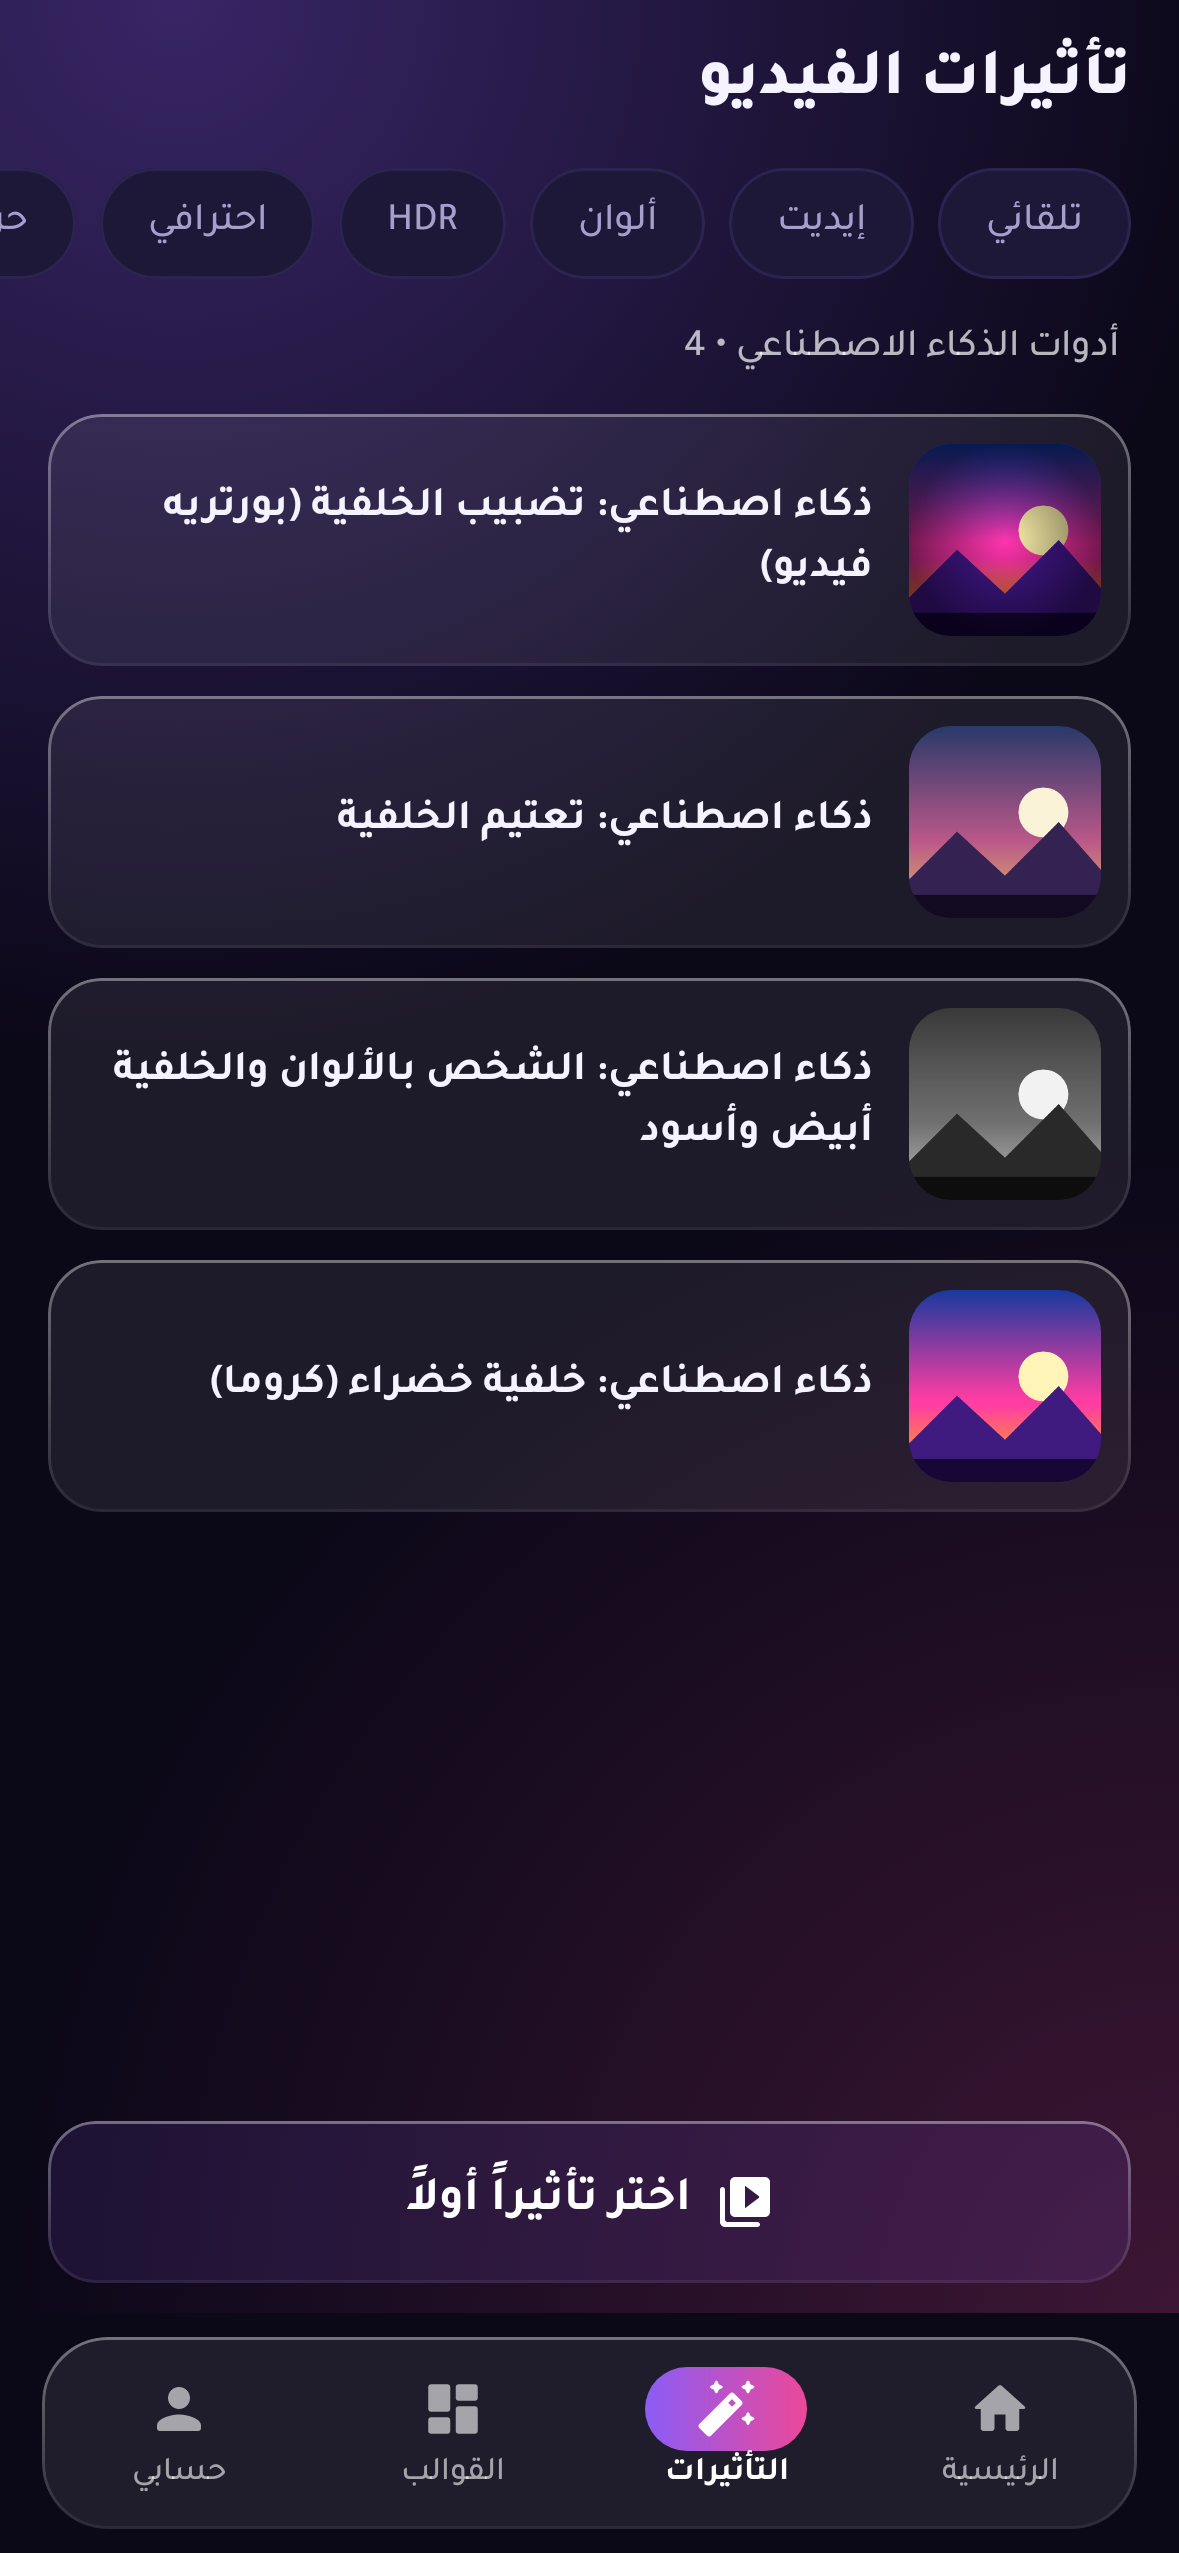 تأثيرات الفيديو
تلقائي
إيديت
ألوان
HDR
احترافي
أدوات الذكاء الاصطناعي • 4
ذكاء اصطناعي: تضبيب الخلفية (بورتريه
فيديو)
ذكاء اصطناعي: تعتيم الخلفية
ذكاء اصطناعي: الشخص بالألوان والخلفية
أبيض وأسود
ذكاء اصطناعي: خلفية خضراء (كروما)
اختر تأثيراً أولاً
الرئيسية
التأثيرات
القوالب
حسابي